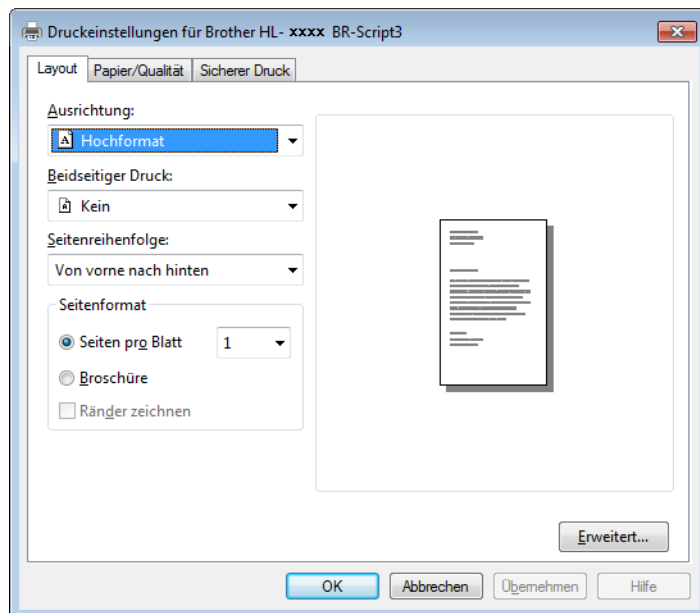 Druckeinstellungen für Brother HL- xxxx BR-Script3
Layout Papier/Qualität Sicherer Druck
Ausrichtung:
Hochformat
Beidseitiger Druck:
Kein
Seitenreihenfolge:
Von vorne nach hinten
Seitenformat
Seiten pro Blatt 1
Broschüre
Ränder zeichnen
Erweitert...
OK Abbrechen Übernehmen Hilfe